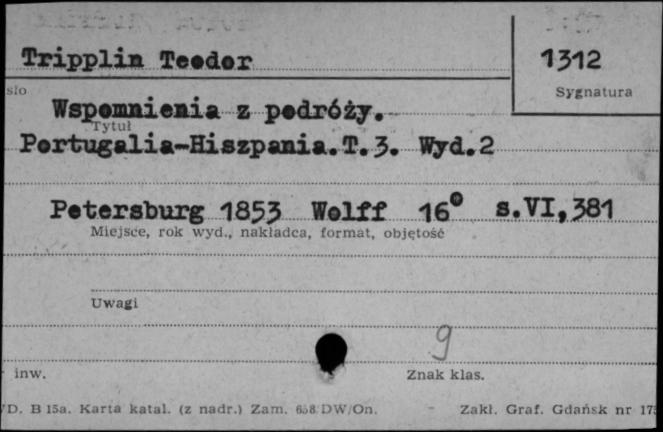 Tripplin Teodor
1312
sło
Sygnatura
Wspomnienia z podróży.
Tytuł
Portugalia-Hiszpania.T.3. Wyd.2
Petersburg 1853 Wolff 16° s.VI,381
Miejsce, rok wyd., nakładca, format, objętość
Uwagi
9
inw.
Znak klas.
D. B 15a. Karta katal. (z nadr.) Zam. 658/DW/On.
Zakł. Graf. Gdańsk nr